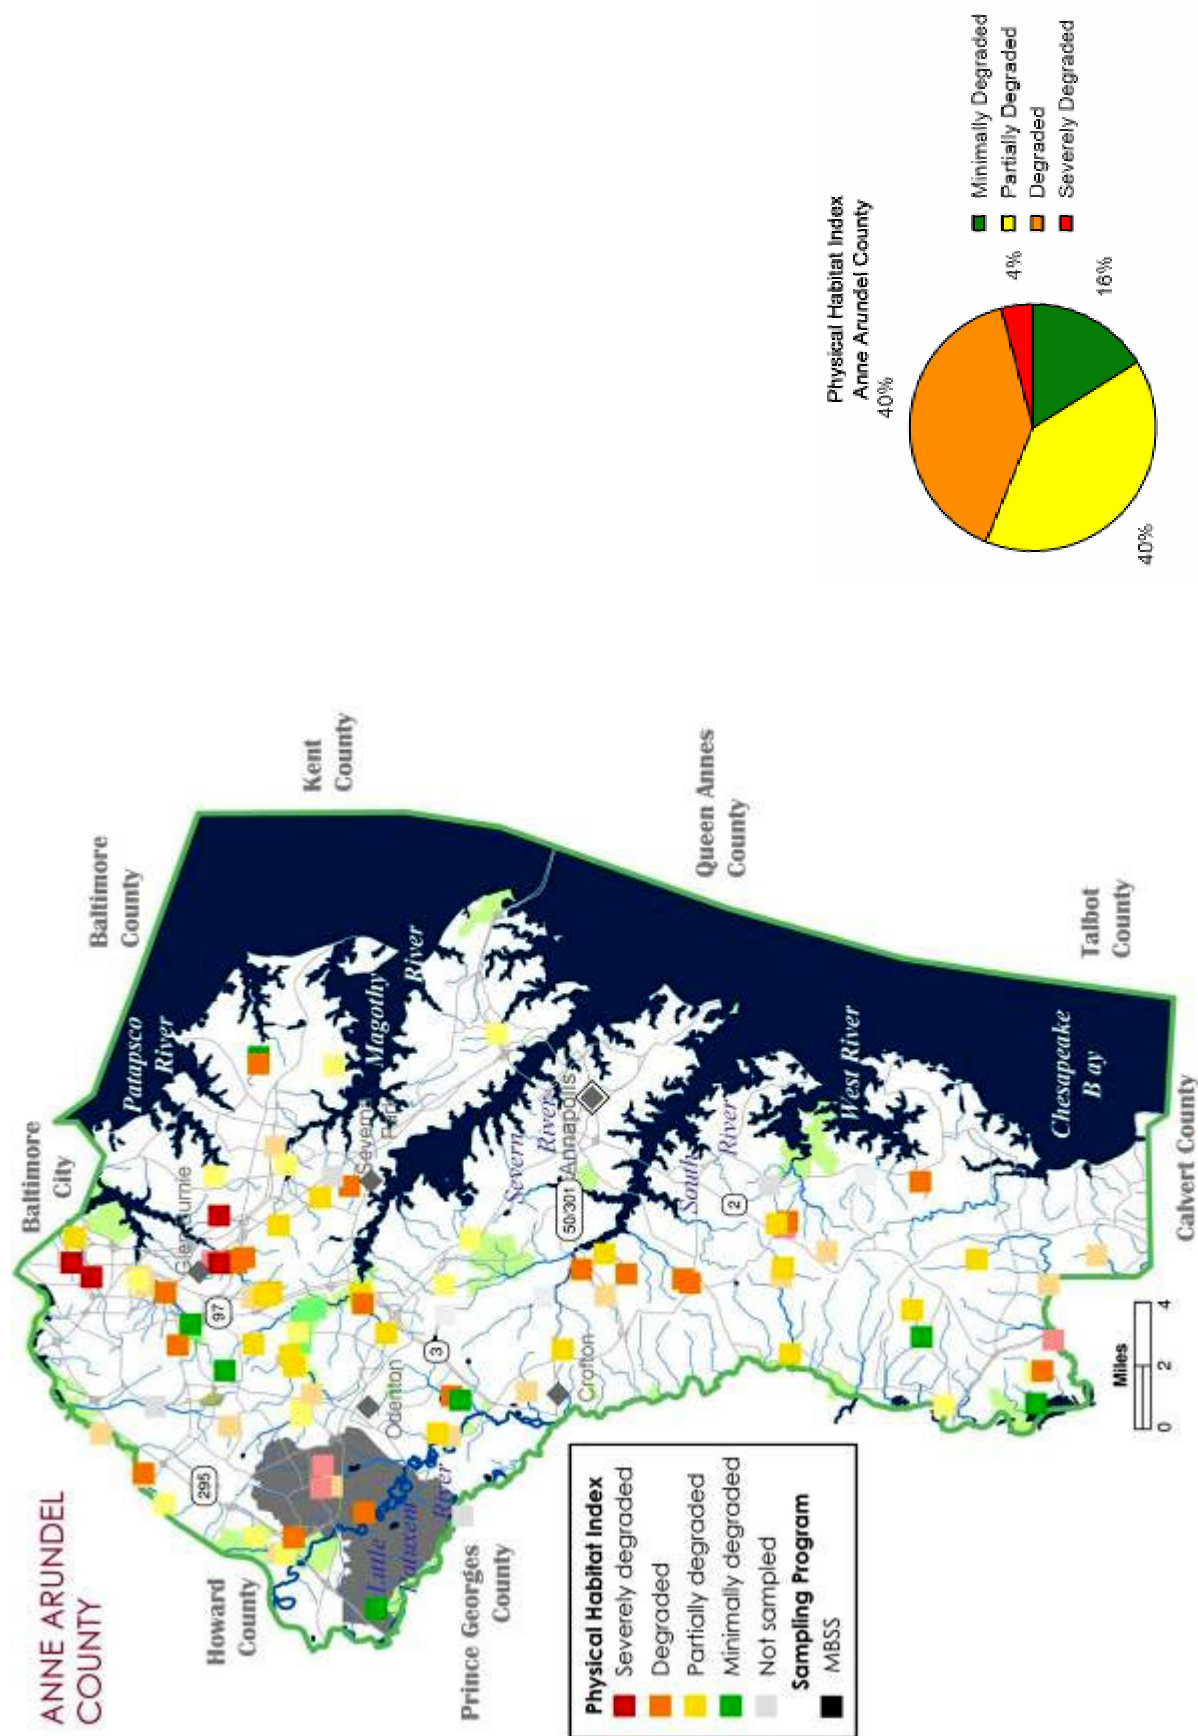 ANNE ARUNDEL
COUNTY
Baltimore
City
Baltimore
County
Kent
County
Queen Annes
County
Talbot
County
Calvert County
Prince Georges
County
Howard
County
Patapsco
River
Magothy
River
Severn
River
South
River
West River
Chesapeake
Bay
Little
Patuxent
River
Glen Burnie
Severna
Park
Annapolis
Odenton
Crofton
295
97
3
50/301
2
Physical Habitat Index
Severely degraded
Degraded
Partially degraded
Minimally degraded
Not sampled
Sampling Program
MBSS
Miles
0 2 4
Physical Habitat Index
Anne Arundel County
40%
4%
16%
40%
Minimally Degraded
Partially Degraded
Degraded
Severely Degraded